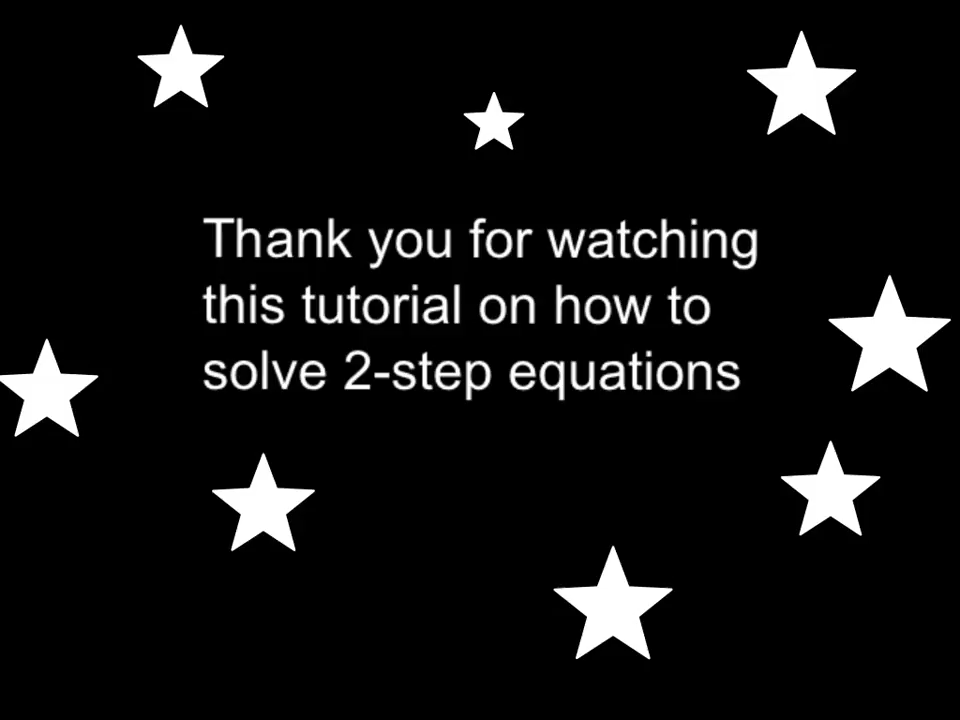 Thank you for watching
this tutorial on how to
solve 2-step equations